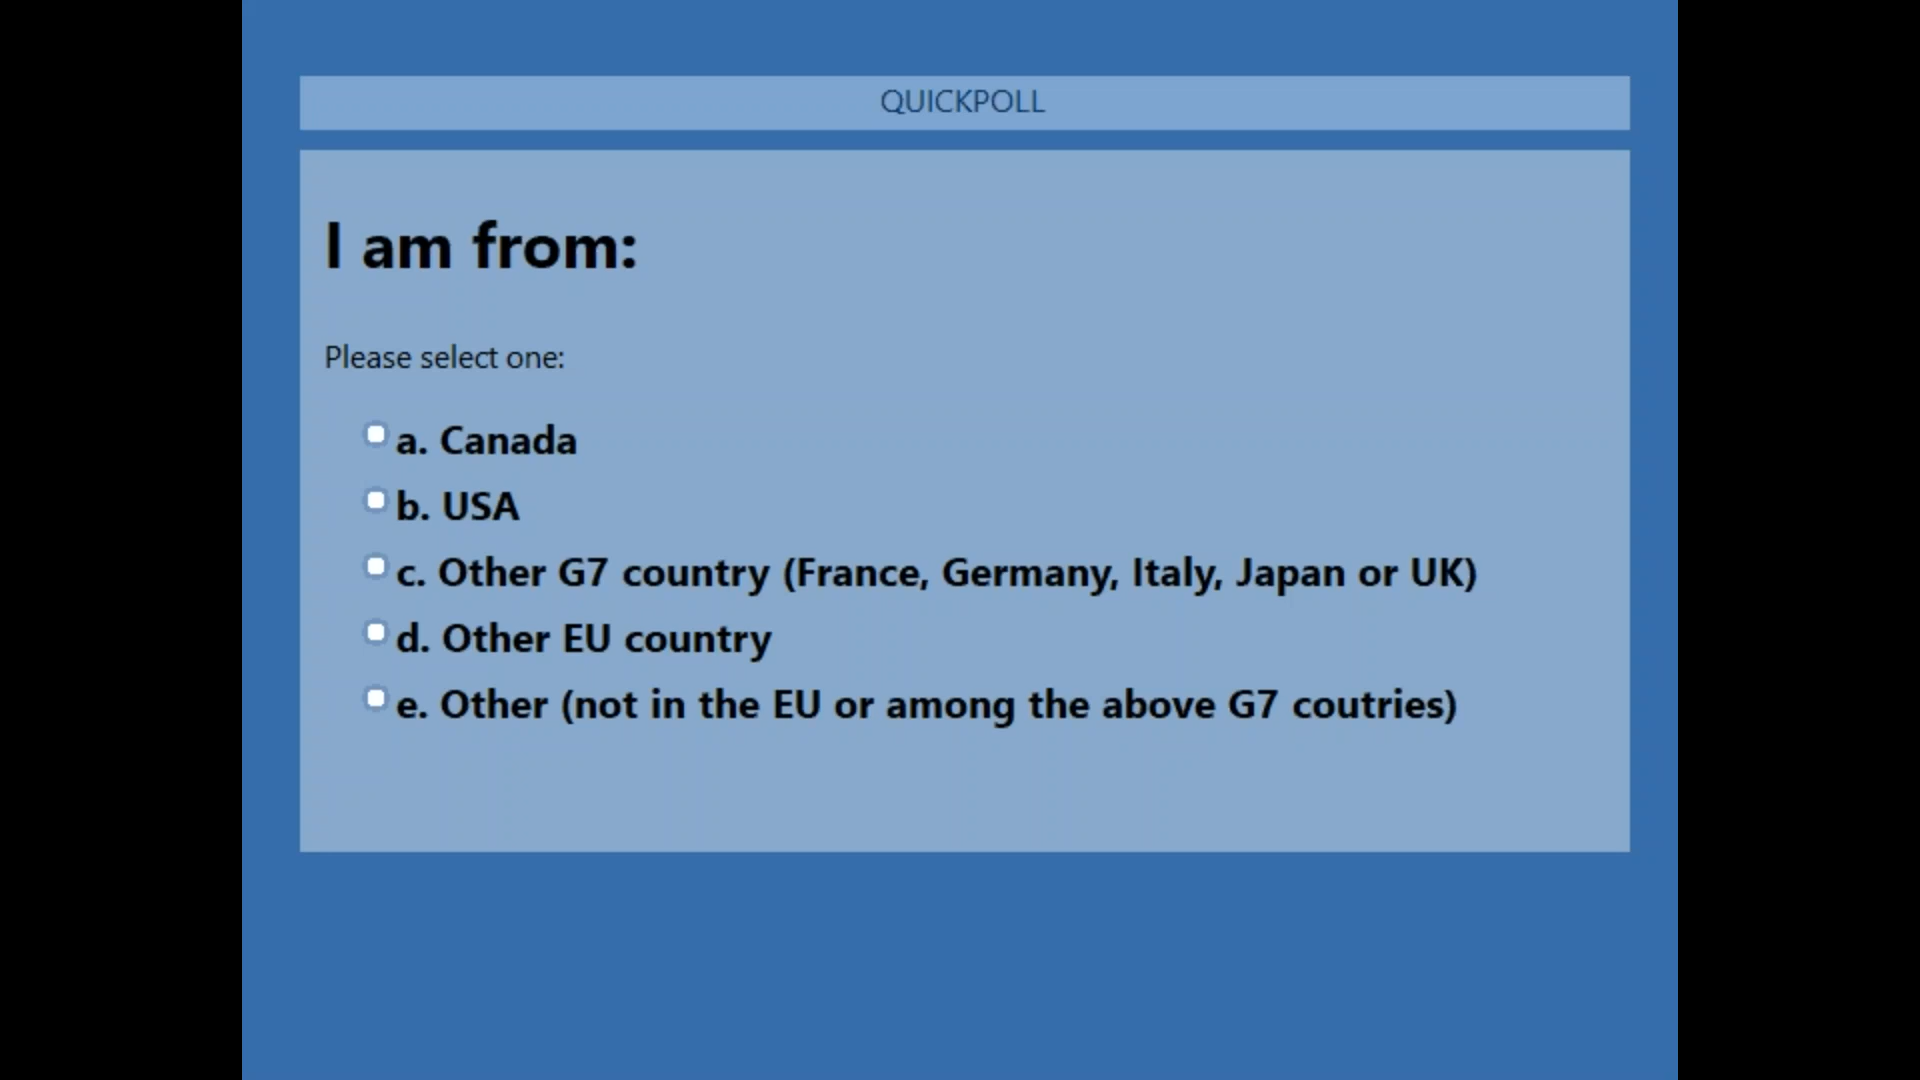 QUICKPOLL
I am from:
Please select one:
a. Canada
b. USA
c. Other G7 country (France, Germany, Italy, Japan or UK)
d. Other EU country
e. Other (not in the EU or among the above G7 coutries)